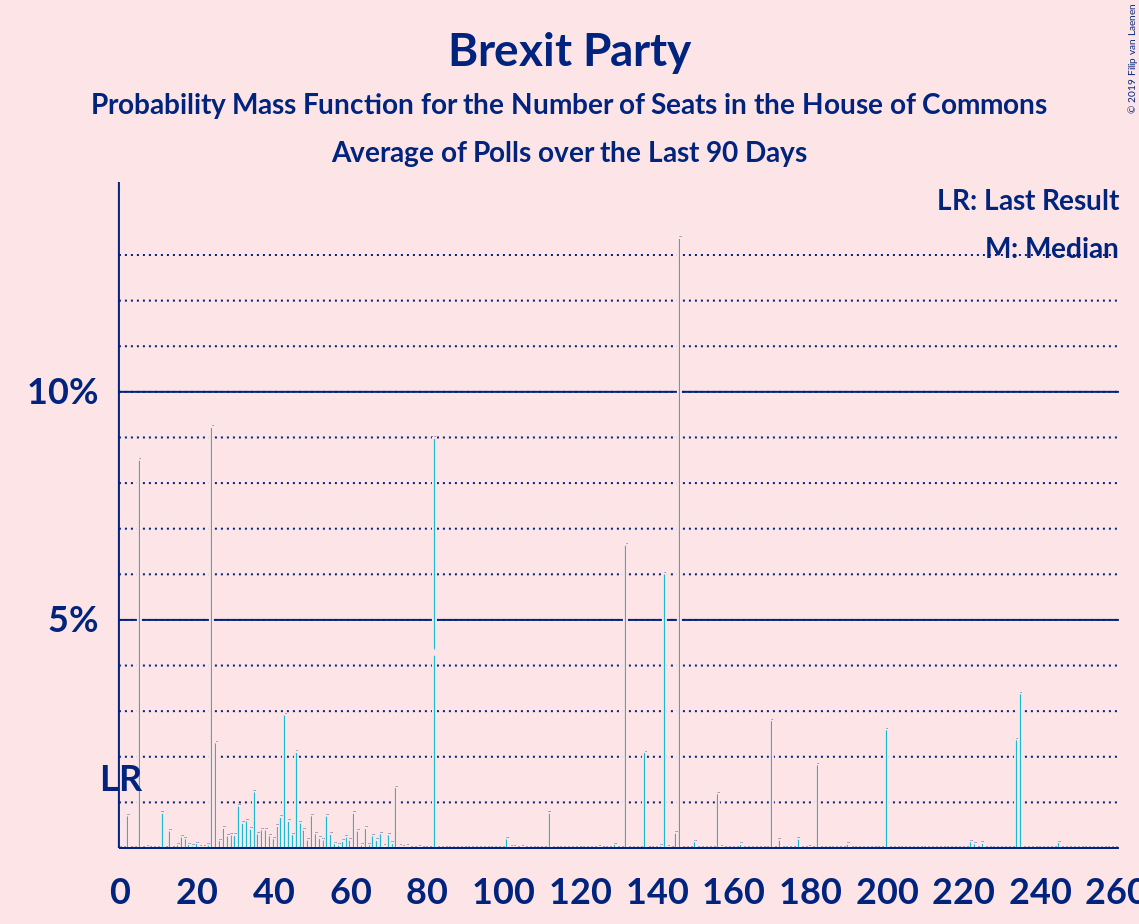 Brexit Party
Probability Mass Function for the Number of Seats in the House of Commons
Average of Polls over the Last 90 Days
© 2019 Filip van Laenen
LR: Last Result
M: Median
10%
5%
LR
0 20 40 60 80 100 120 140 160 180 200 220 240 260